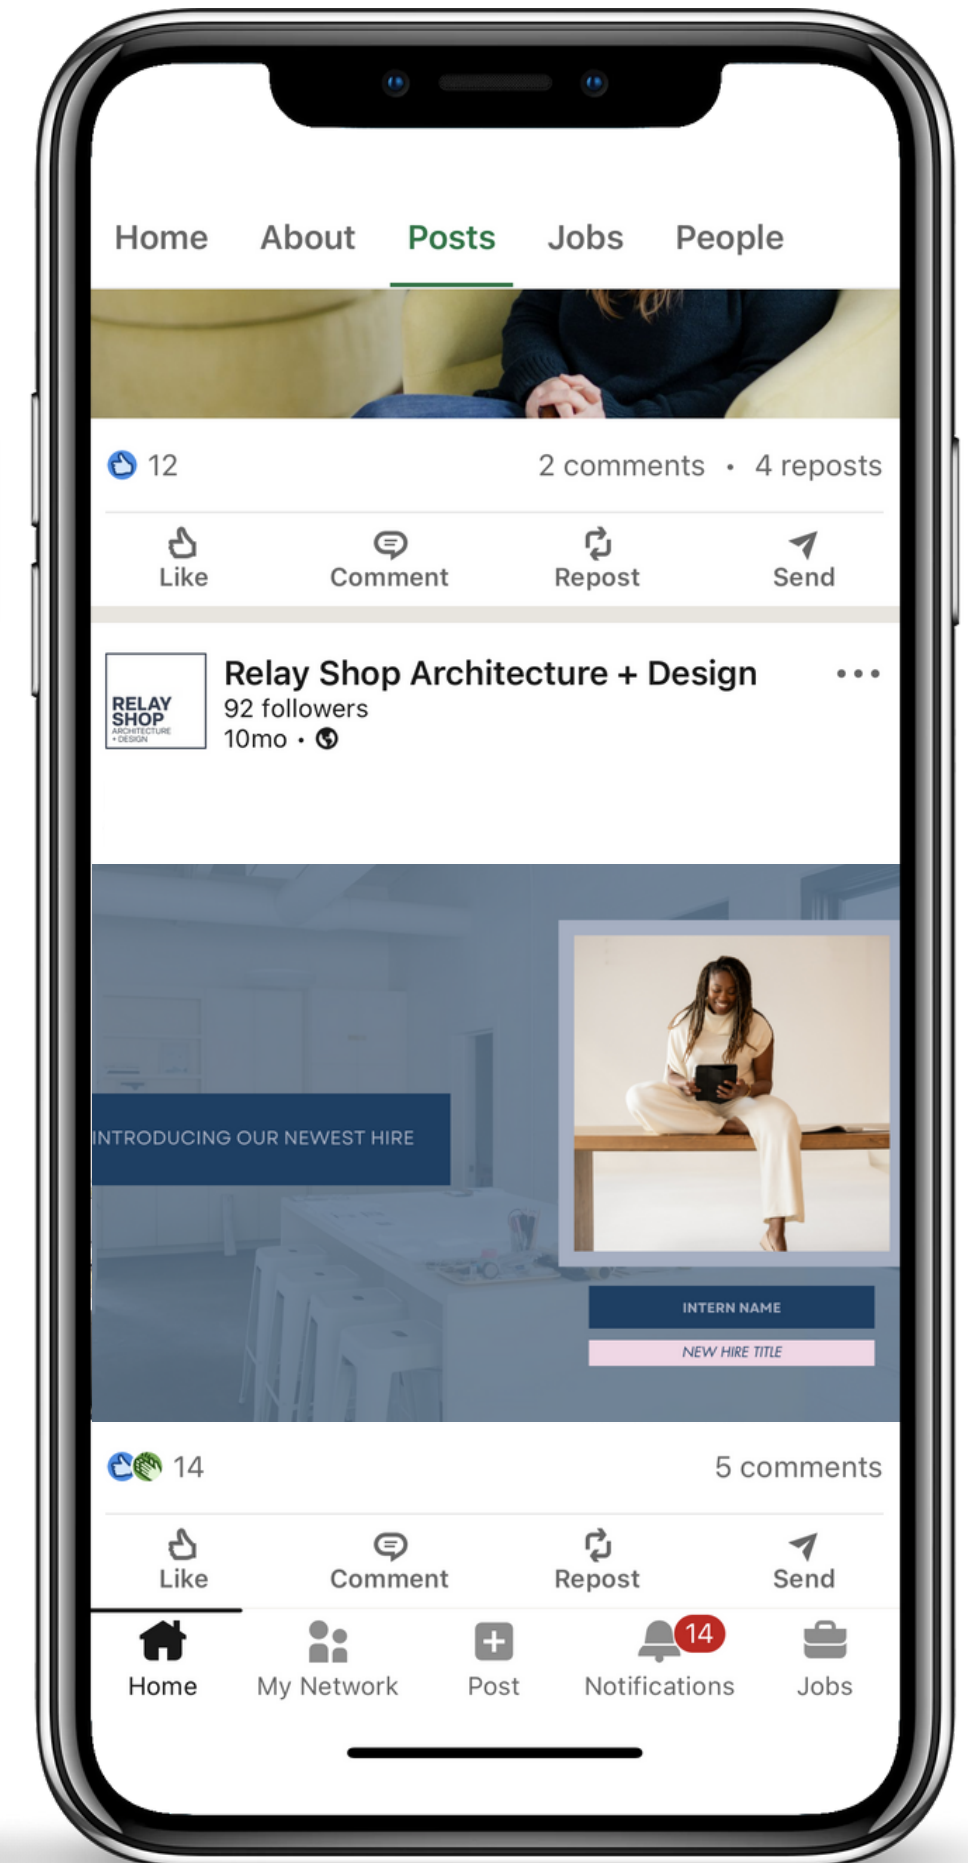 Home About Posts Jobs People
12 2 comments • 4 reposts
Like Comment Repost Send
RELAY
SHOP
ARCHITECTURE
+ DESIGN
Relay Shop Architecture + Design
92 followers
10mo •
INTRODUCING OUR NEWEST HIRE
INTERN NAME
NEW HIRE TITLE
14 5 comments
Like Comment Repost Send
14
Home My Network Post Notifications Jobs